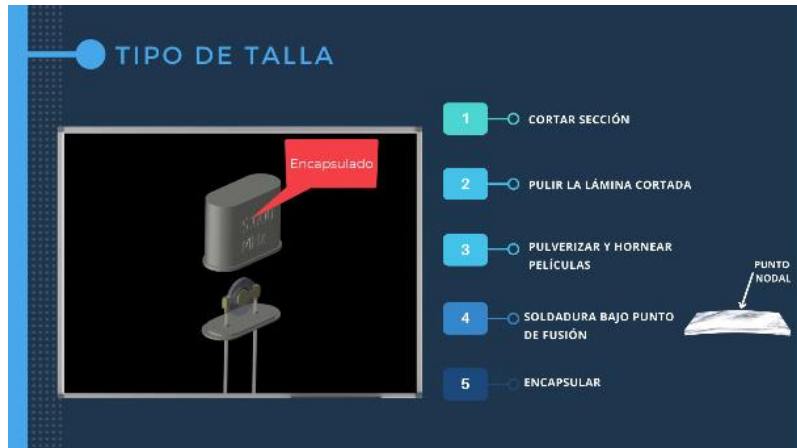 TIPO DE TALLA
Encapsulado
1
CORTAR SECCIÓN
2
PULIR LA LÁMINA CORTADA
3
PULVERIZAR Y HORNEAR
PELÍCULAS
PUNTO
NODAL
4
SOLDADURA BAJO PUNTO
DE FUSIÓN
5
ENCAPSULAR